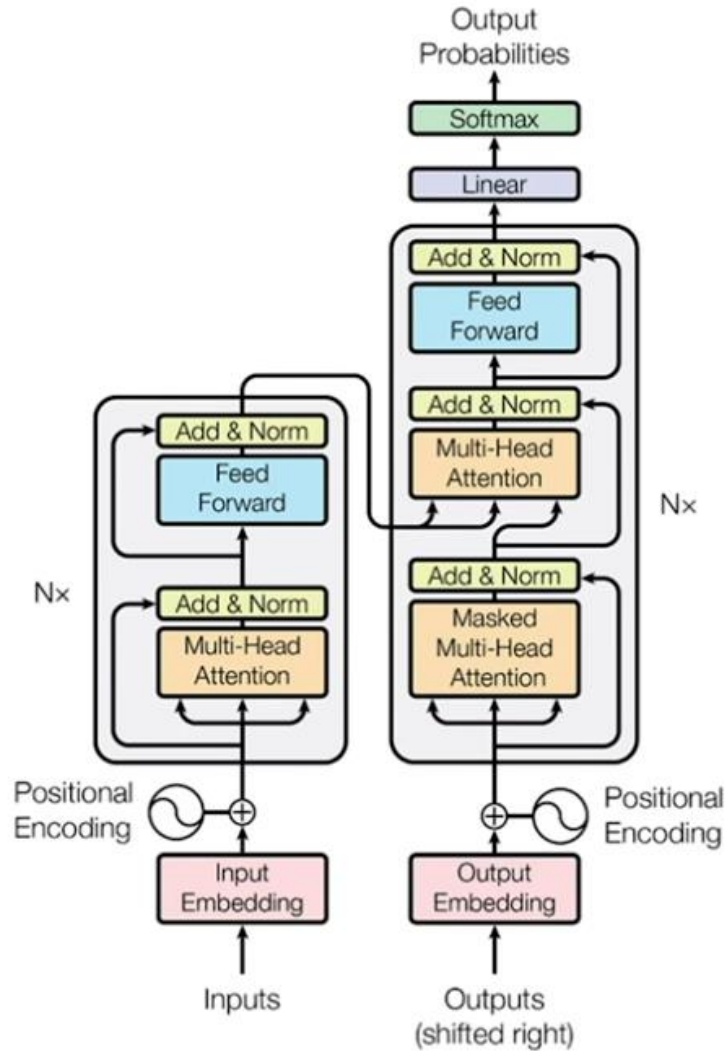 Output
Probabilities
Softmax
Linear
Add & Norm
Feed
Forward
Add & Norm
Multi-Head
Attention
Nx
Add & Norm
Masked
Multi-Head
Attention
Add & Norm
Feed
Forward
Nx
Add & Norm
Multi-Head
Attention
Positional
Encoding
Positional
Encoding
Input
Embedding
Output
Embedding
Inputs
Outputs
(shifted right)